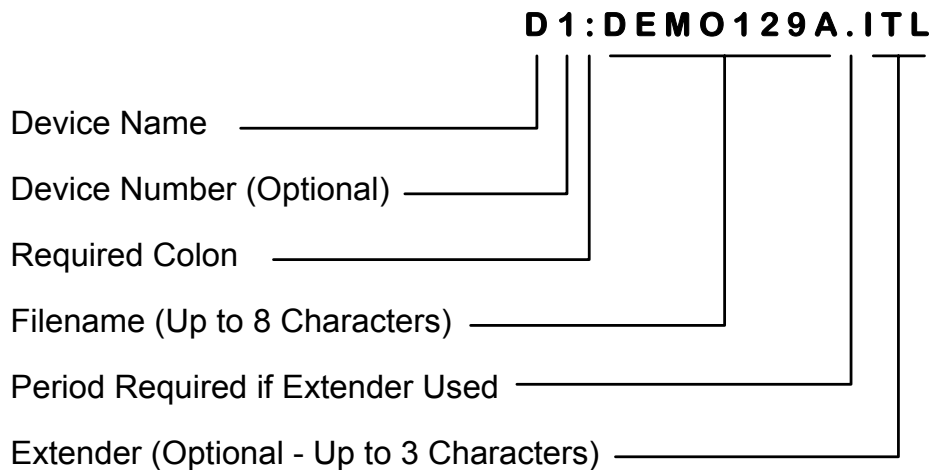 D1:DEMO129A.ITL
Device Name
Device Number (Optional)
Required Colon
Filename (Up to 8 Characters)
Period Required if Extender Used
Extender (Optional - Up to 3 Characters)